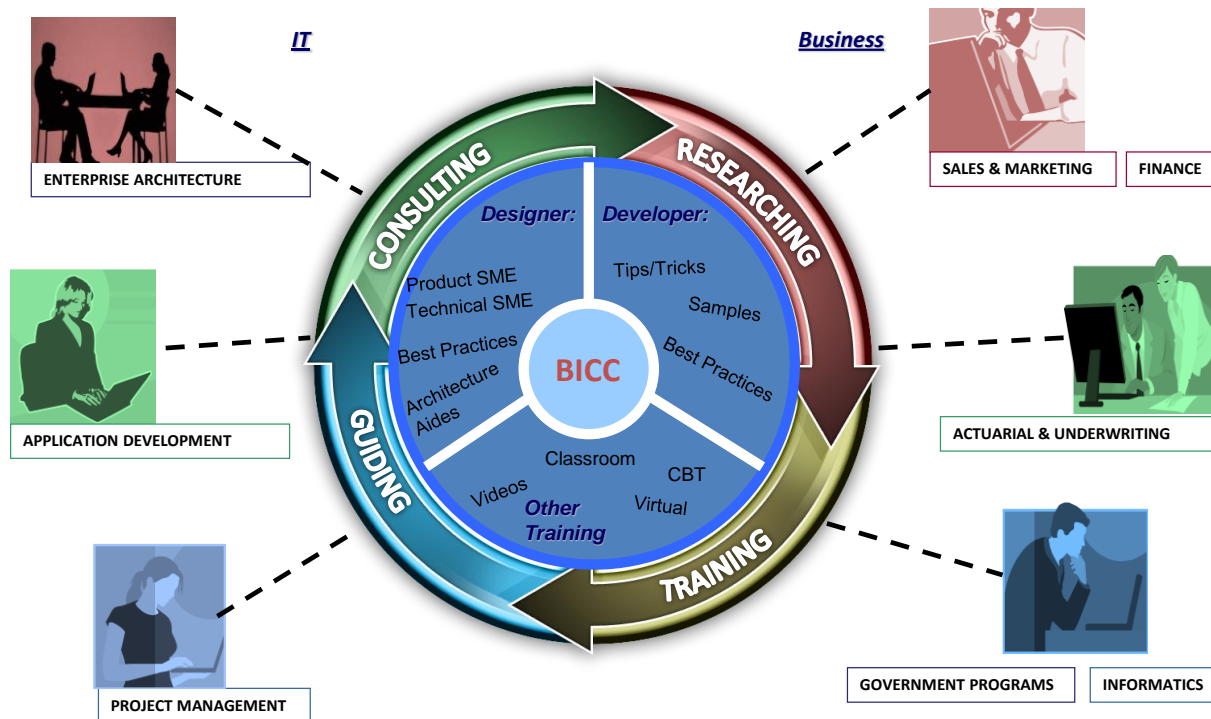 IT
Business
ENTERPRISE ARCHITECTURE
SALES & MARKETING
FINANCE
CONSULTING
RESEARCHING
Designer:
Developer:
Product SME
Technical SME
Best Practices
Architecture
Aides
Tips/Tricks
Samples
Best Practices
BICC
APPLICATION DEVELOPMENT
ACTUARIAL & UNDERWRITING
GUIDING
TRAINING
Classroom
CBT
Videos
Virtual
Other
Training
PROJECT MANAGEMENT
GOVERNMENT PROGRAMS
INFORMATICS